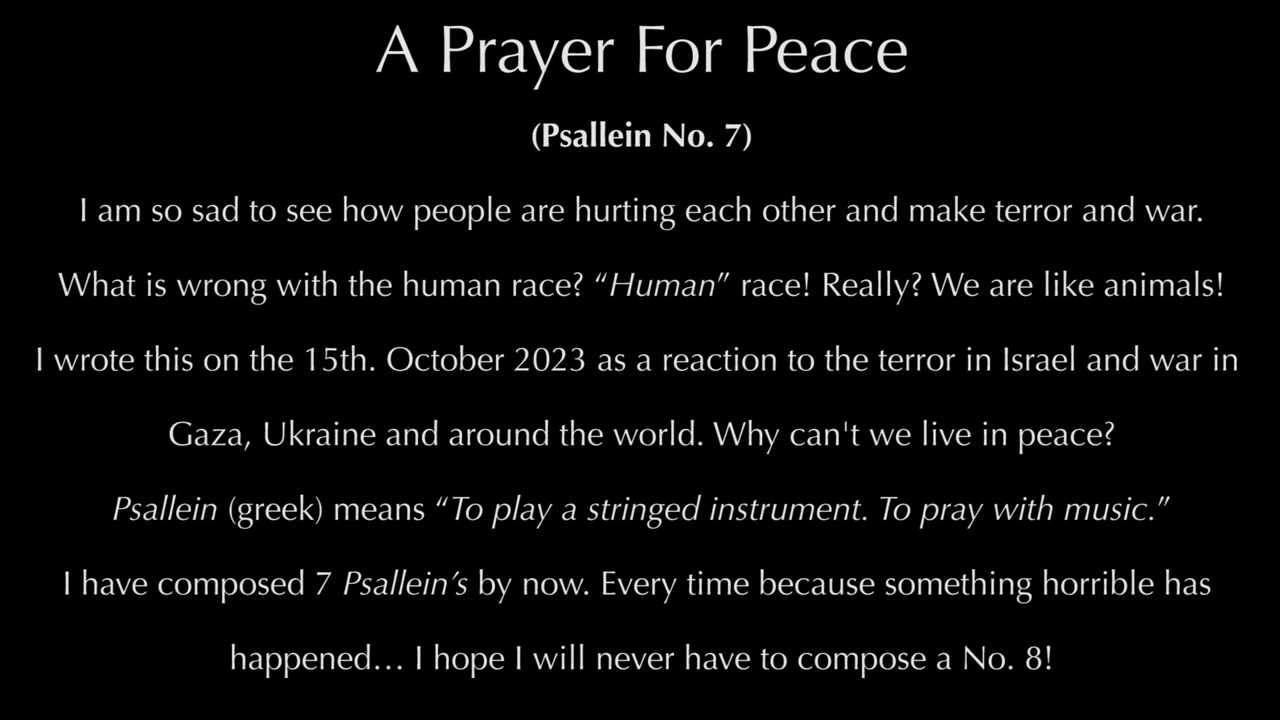 A Prayer For Peace
(Psallein No. 7)
I am so sad to see how people are hurting each other and make terror and war.
What is wrong with the human race? “Human” race! Really? We are like animals!
I wrote this on the 15th. October 2023 as a reaction to the terror in Israel and war in
Gaza, Ukraine and around the world. Why can't we live in peace?
Psallein (greek) means “To play a stringed instrument. To pray with music.”
I have composed 7 Psallein’s by now. Every time because something horrible has
happened… I hope I will never have to compose a No. 8!